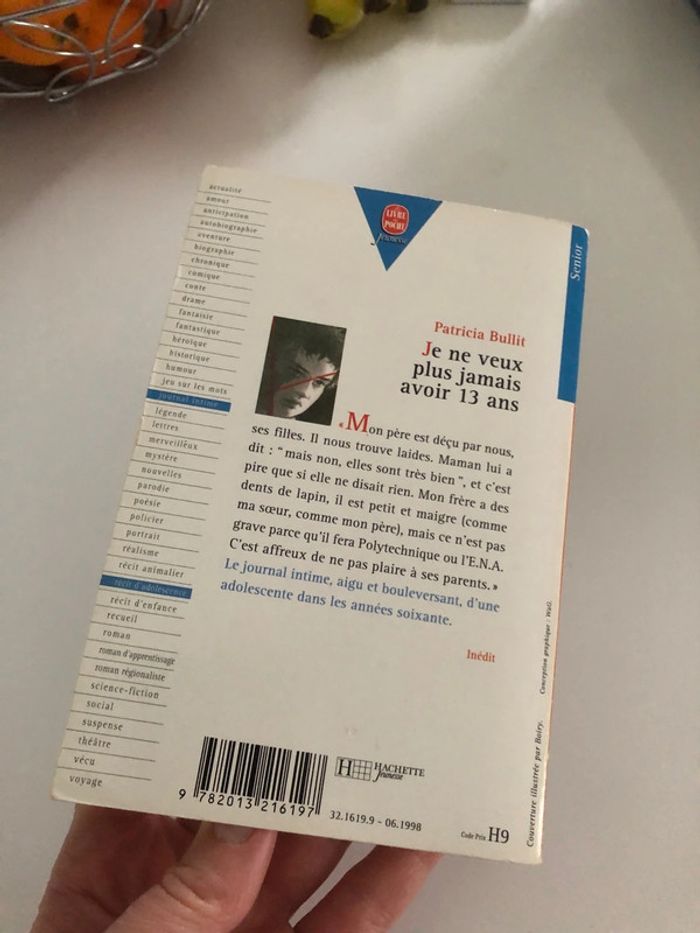 actualité
amour
anticipation
autobiographie
aventure
biographie
chronique
comique
conte
drame
fantaisie
fantastique
héroïque
historique
humour
jeu sur les mots
journal intime
légende
lettres
merveilleux
mystère
nouvelles
parodie
poésie
policier
portrait
réalisme
récit animalier
récit d'adolescence
récit d'enfance
recueil
roman
roman d'apprentissage
roman régionaliste
science-fiction
social
suspense
théâtre
vécu
voyage
LE LIVRE DE POCHE
Jeunesse
Senior
Patricia Bullit
Je ne veux
plus jamais
avoir 13 ans
« Mon père est déçu par nous,
ses filles. Il nous trouve laides. Maman lui a
dit : "mais non, elles sont très bien", et c'est
pire que si elle ne disait rien. Mon frère a des
dents de lapin, il est petit et maigre (comme
ma sœur, comme mon père), mais ce n'est pas
grave parce qu'il fera Polytechnique ou l'E.N.A.
C'est affreux de ne pas plaire à ses parents. »
Le journal intime, aigu et bouleversant, d'une
adolescente dans les années soixante.
Inédit
9 782013 216197
H HACHETTE
Jeunesse
32.1619.9 - 06.1998
Code Prix H9
Couverture illustrée par Boiry.
Conception graphique : WaG.